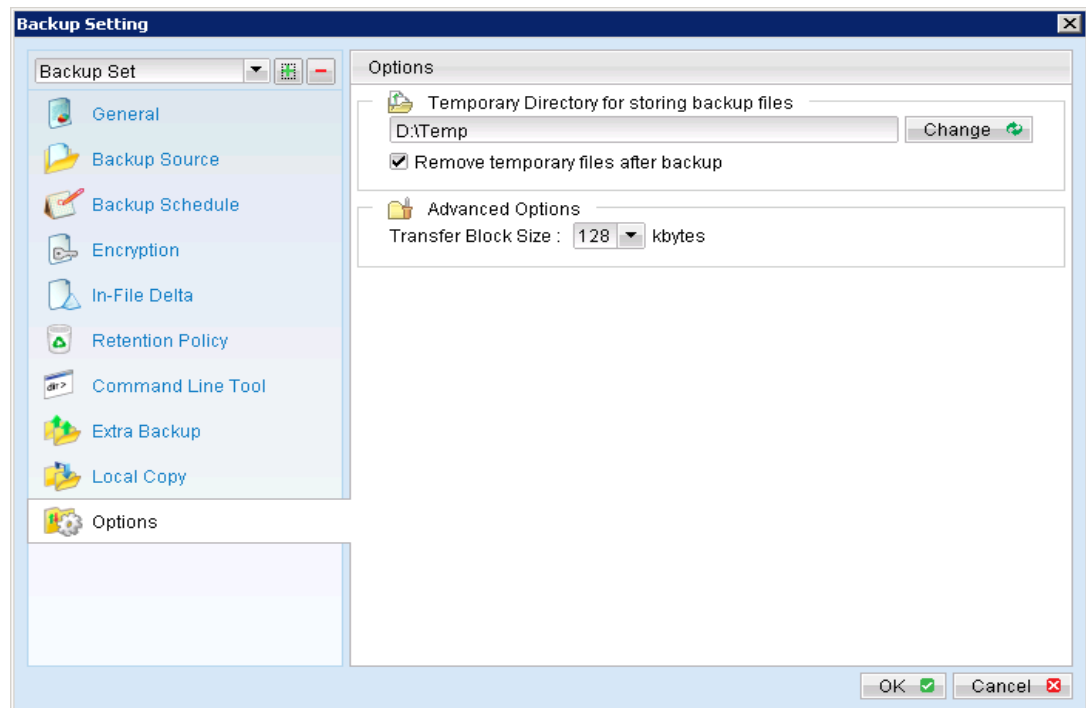 Backup Setting
Backup Set
General
Backup Source
Backup Schedule
Encryption
In-File Delta
Retention Policy
dir>
Command Line Tool
Extra Backup
Local Copy
Options
Options
Temporary Directory for storing backup files
D:\Temp
Change
Remove temporary files after backup
Advanced Options
Transfer Block Size : 128 kbytes
OK
Cancel